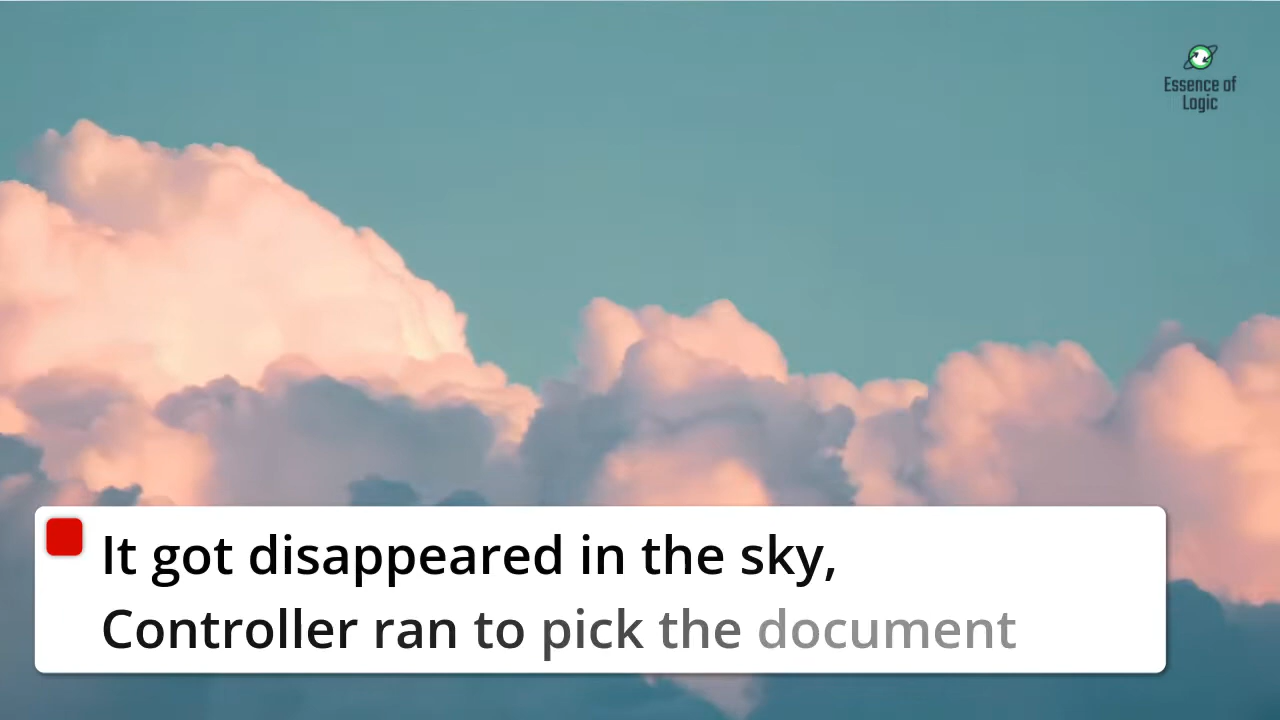 Essence of
Logic
It got disappeared in the sky,
Controller ran to pick the document